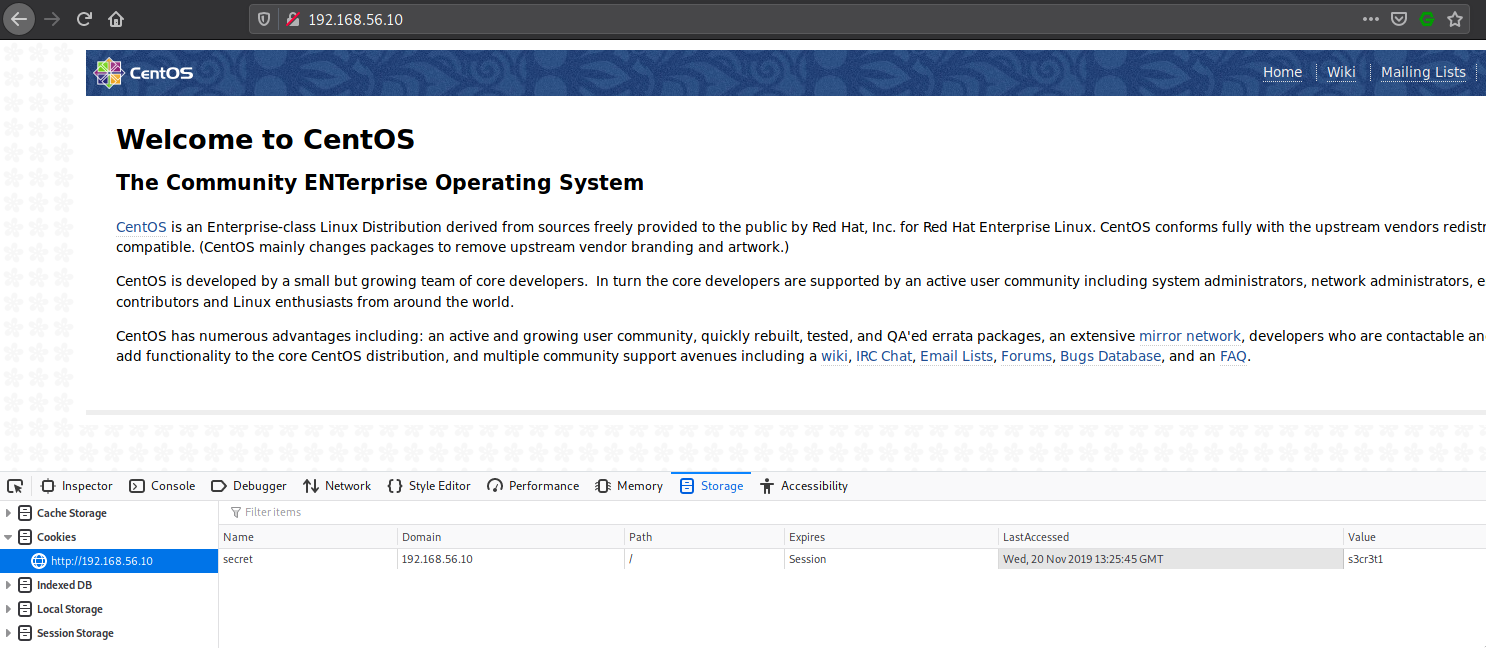 192.168.56.10
CentOS Home Wiki Mailing Lists
Welcome to CentOS
The Community ENTerprise Operating System
CentOS is an Enterprise-class Linux Distribution derived from sources freely provided to the public by Red Hat, Inc. for Red Hat Enterprise Linux. CentOS conforms fully with the upstream vendors
compatible. (CentOS mainly changes packages to remove upstream vendor branding and artwork.)
CentOS is developed by a small but growing team of core developers.  In turn the core developers are supported by an active user community including system administrators, network administrators,
contributors and Linux enthusiasts from around the world.
CentOS has numerous advantages including: an active and growing user community, quickly rebuilt, tested, and QA'ed errata packages, an extensive mirror network, developers who are contactable
add functionality to the core CentOS distribution, and multiple community support avenues including a wiki, IRC Chat, Email Lists, Forums, Bugs Database, and an FAQ.
Inspector Console Debugger Network Style Editor Performance Memory Storage Accessibility
Cache Storage Filter items
Cookies Name Domain Path Expires LastAccessed Value
http://192.168.56.10 secret 192.168.56.10 / Session Wed, 20 Nov 2019 13:25:45 GMT s3cr3t1
Indexed DB
Local Storage
Session Storage